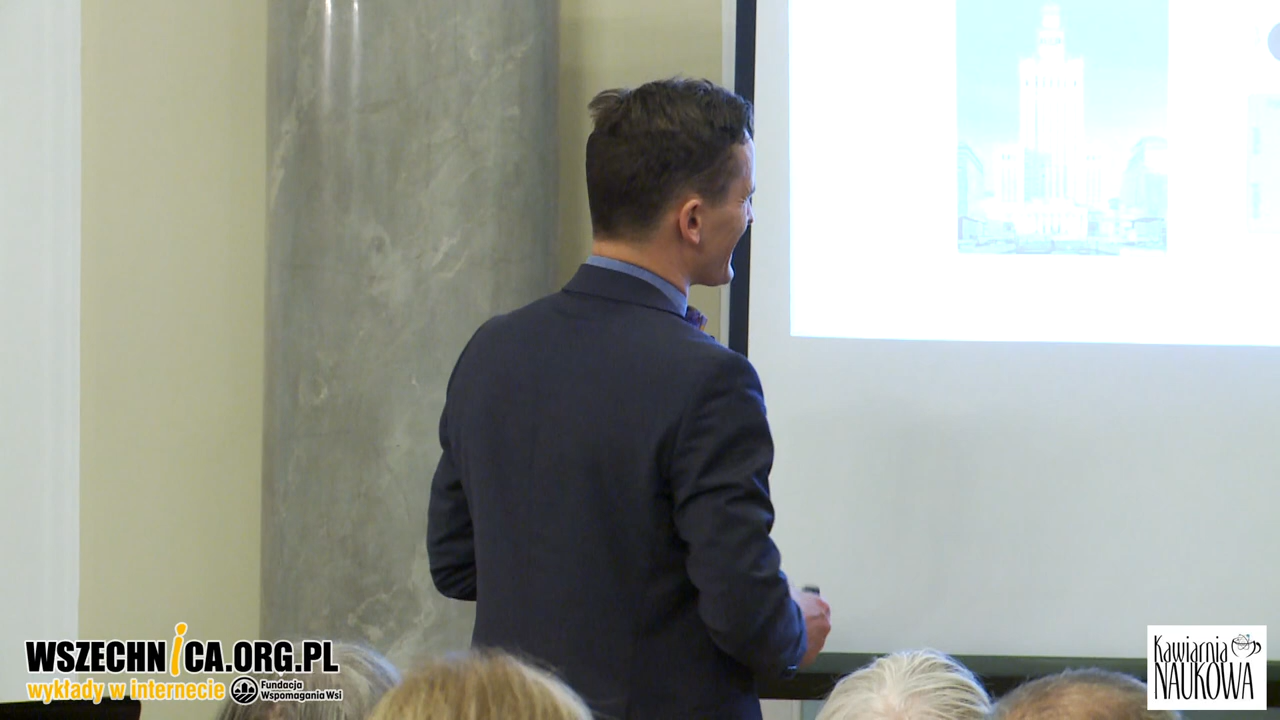 WSZECHNICA.ORG.PL
wykłady w internecie
Fundacja
Wspomagania Wsi
Kawiarnia
NAUKOWA